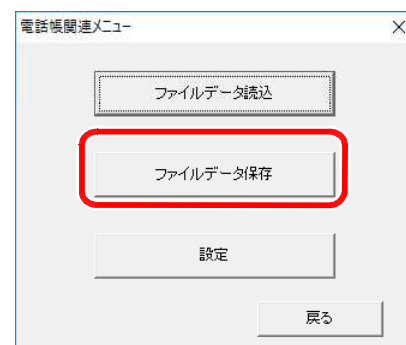 電話帳関連メニュー
ファイルデータ読込
ファイルデータ保存
設定
戻る